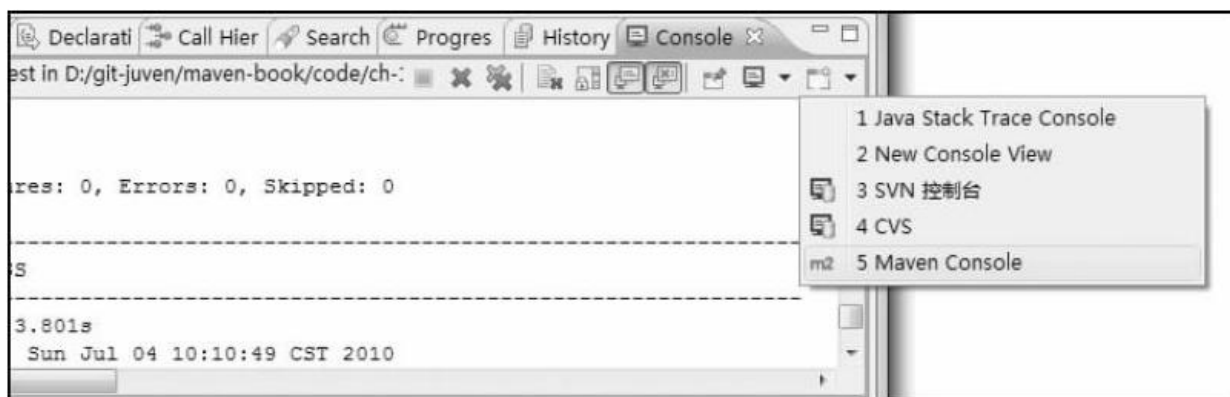 Declarati Call Hier Search Progres History Console
est in D:/git-juven/maven-book/code/ch-
1 Java Stack Trace Console
2 New Console View
res: 0, Errors: 0, Skipped: 0
3 SVN 控制台
4 CVS
SS
m2 5 Maven Console
3.801s
Sun Jul 04 10:10:49 CST 2010